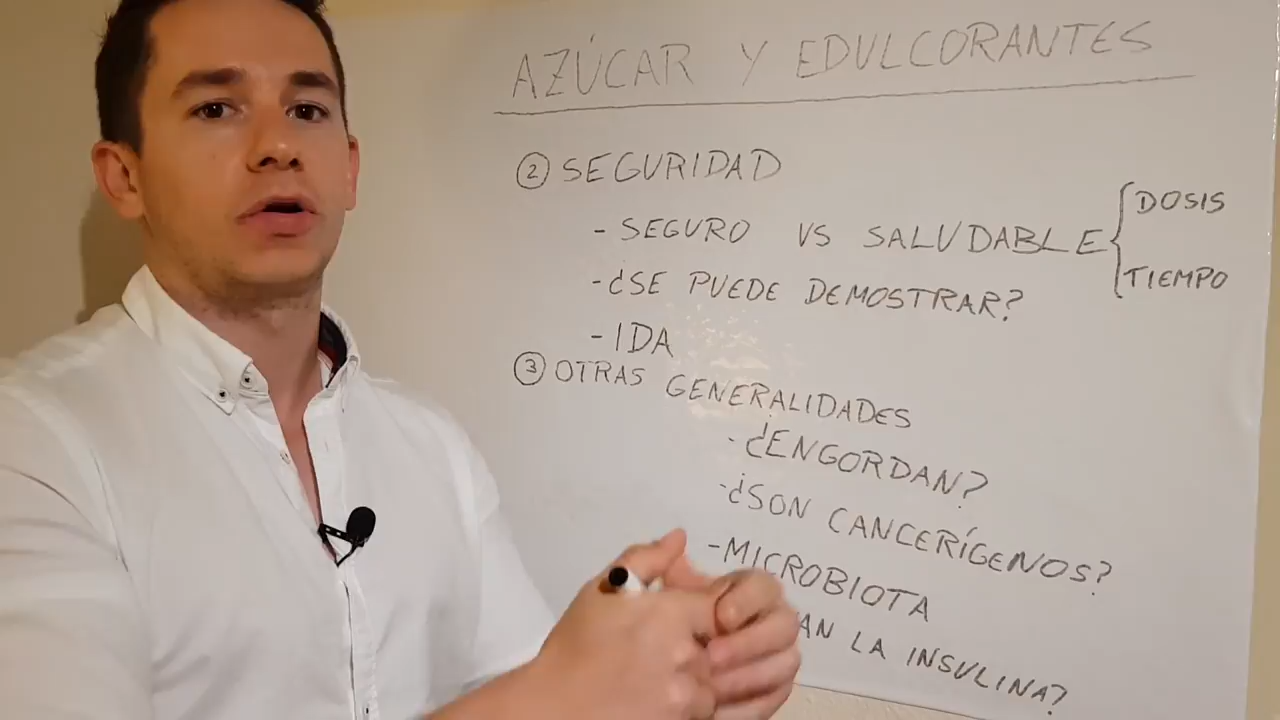 AZÚCAR Y EDULCORANTES
② SEGURIDAD
- SEGURO VS SALUDABLE { DOSIS
TIEMPO
- ¿SE PUEDE DEMOSTRAR?
- IDA
③ OTRAS GENERALIDADES
- ¿ENGORDAN?
- ¿SON CANCERÍGENOS?
- MICROBIOTA
LA INSULINA?